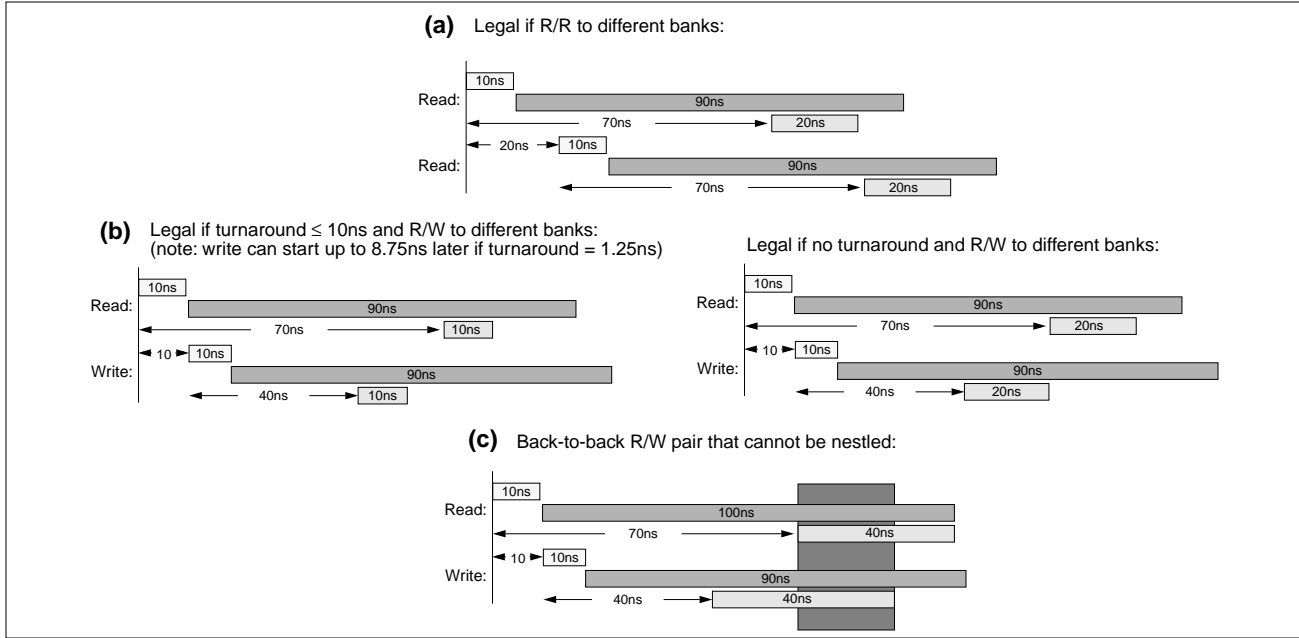 (a) Legal if R/R to different banks:
10ns
Read: 90ns
70ns 20ns
20ns 10ns
Read: 90ns
70ns 20ns
(b) Legal if turnaround ≤ 10ns and R/W to different banks:
(note: write can start up to 8.75ns later if turnaround = 1.25ns)
10ns
Read: 90ns
70ns 10ns
10 10ns
Write: 90ns
40ns 10ns
Legal if no turnaround and R/W to different banks:
10ns
Read: 90ns
70ns 20ns
10 10ns
Write: 90ns
40ns 20ns
(c) Back-to-back R/W pair that cannot be nestled:
10ns
Read: 100ns
70ns 40ns
10 10ns
Write: 90ns
40ns 40ns